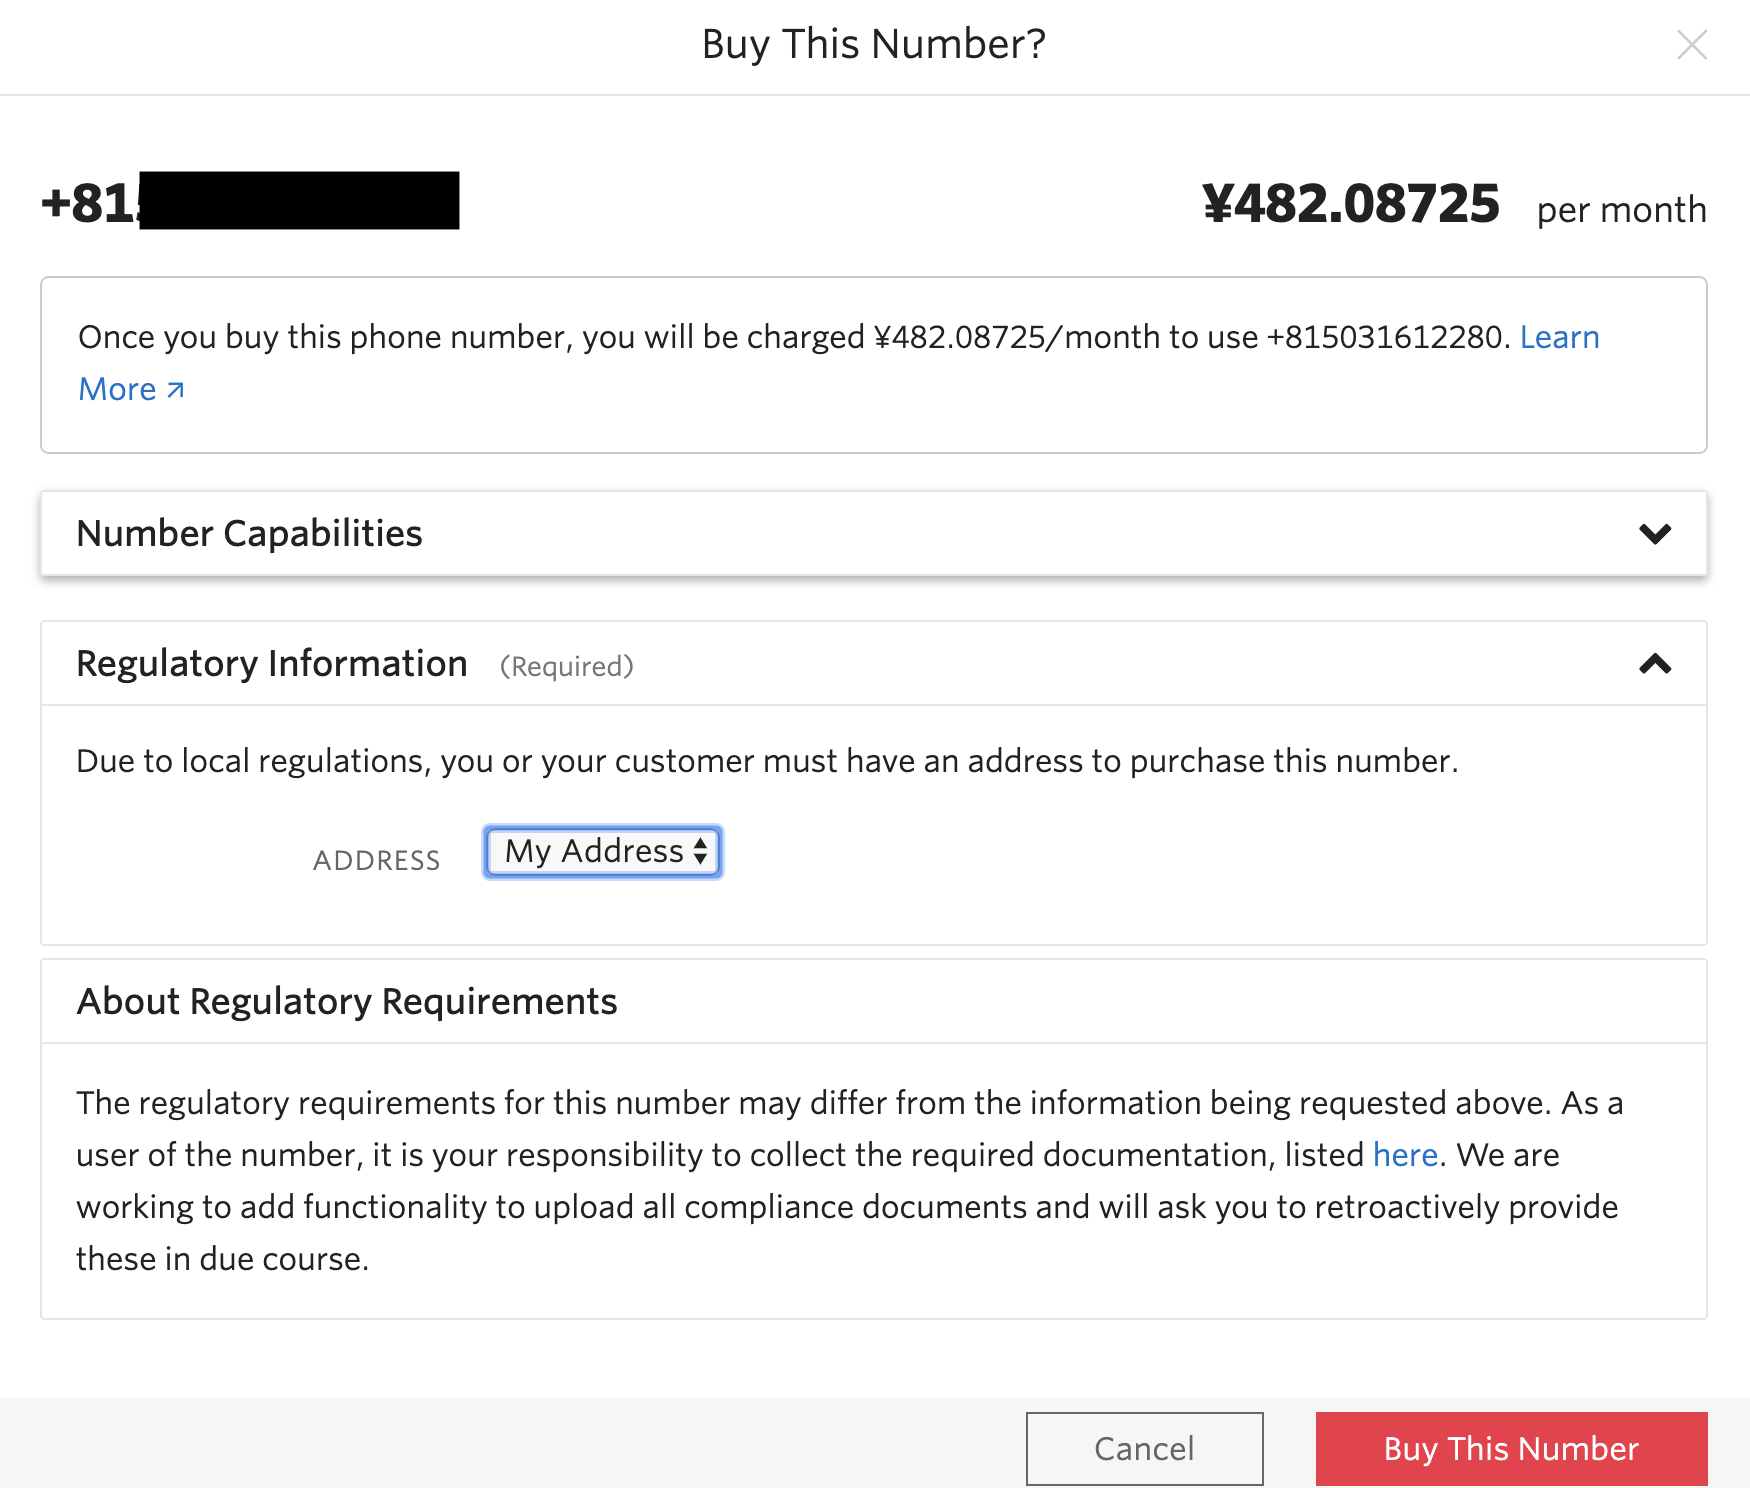 Buy This Number?
+81
¥482.08725 per month
Once you buy this phone number, you will be charged ¥482.08725/month to use +815031612280. Learn
More ↗
Number Capabilities
Regulatory Information (Required)
Due to local regulations, you or your customer must have an address to purchase this number.
ADDRESS My Address
About Regulatory Requirements
The regulatory requirements for this number may differ from the information being requested above. As a
user of the number, it is your responsibility to collect the required documentation, listed here. We are
working to add functionality to upload all compliance documents and will ask you to retroactively provide
these in due course.
Cancel Buy This Number